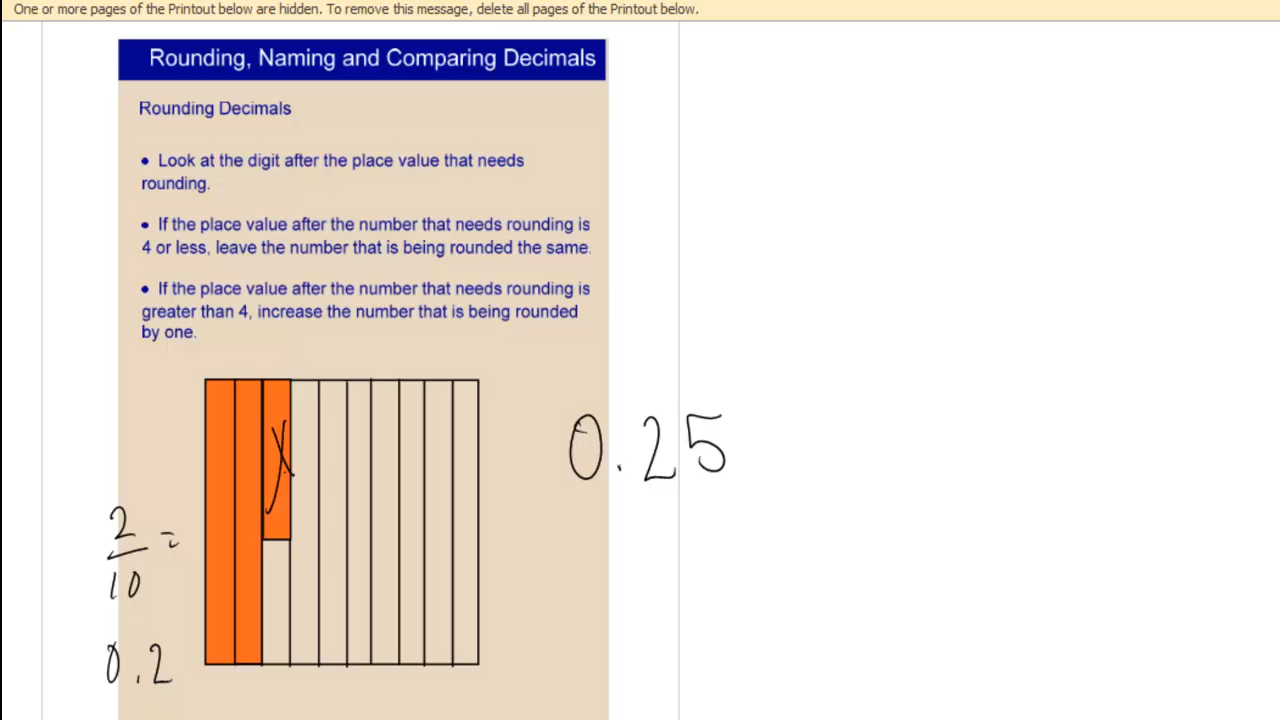 One or more pages of the Printout below are hidden. To remove this message, delete all pages of the Printout below.
Rounding, Naming and Comparing Decimals
Rounding Decimals
• Look at the digit after the place value that needs
rounding.
• If the place value after the number that needs rounding is
4 or less, leave the number that is being rounded the same.
• If the place value after the number that needs rounding is
greater than 4, increase the number that is being rounded
by one.
0.25
2
10
=
0.2